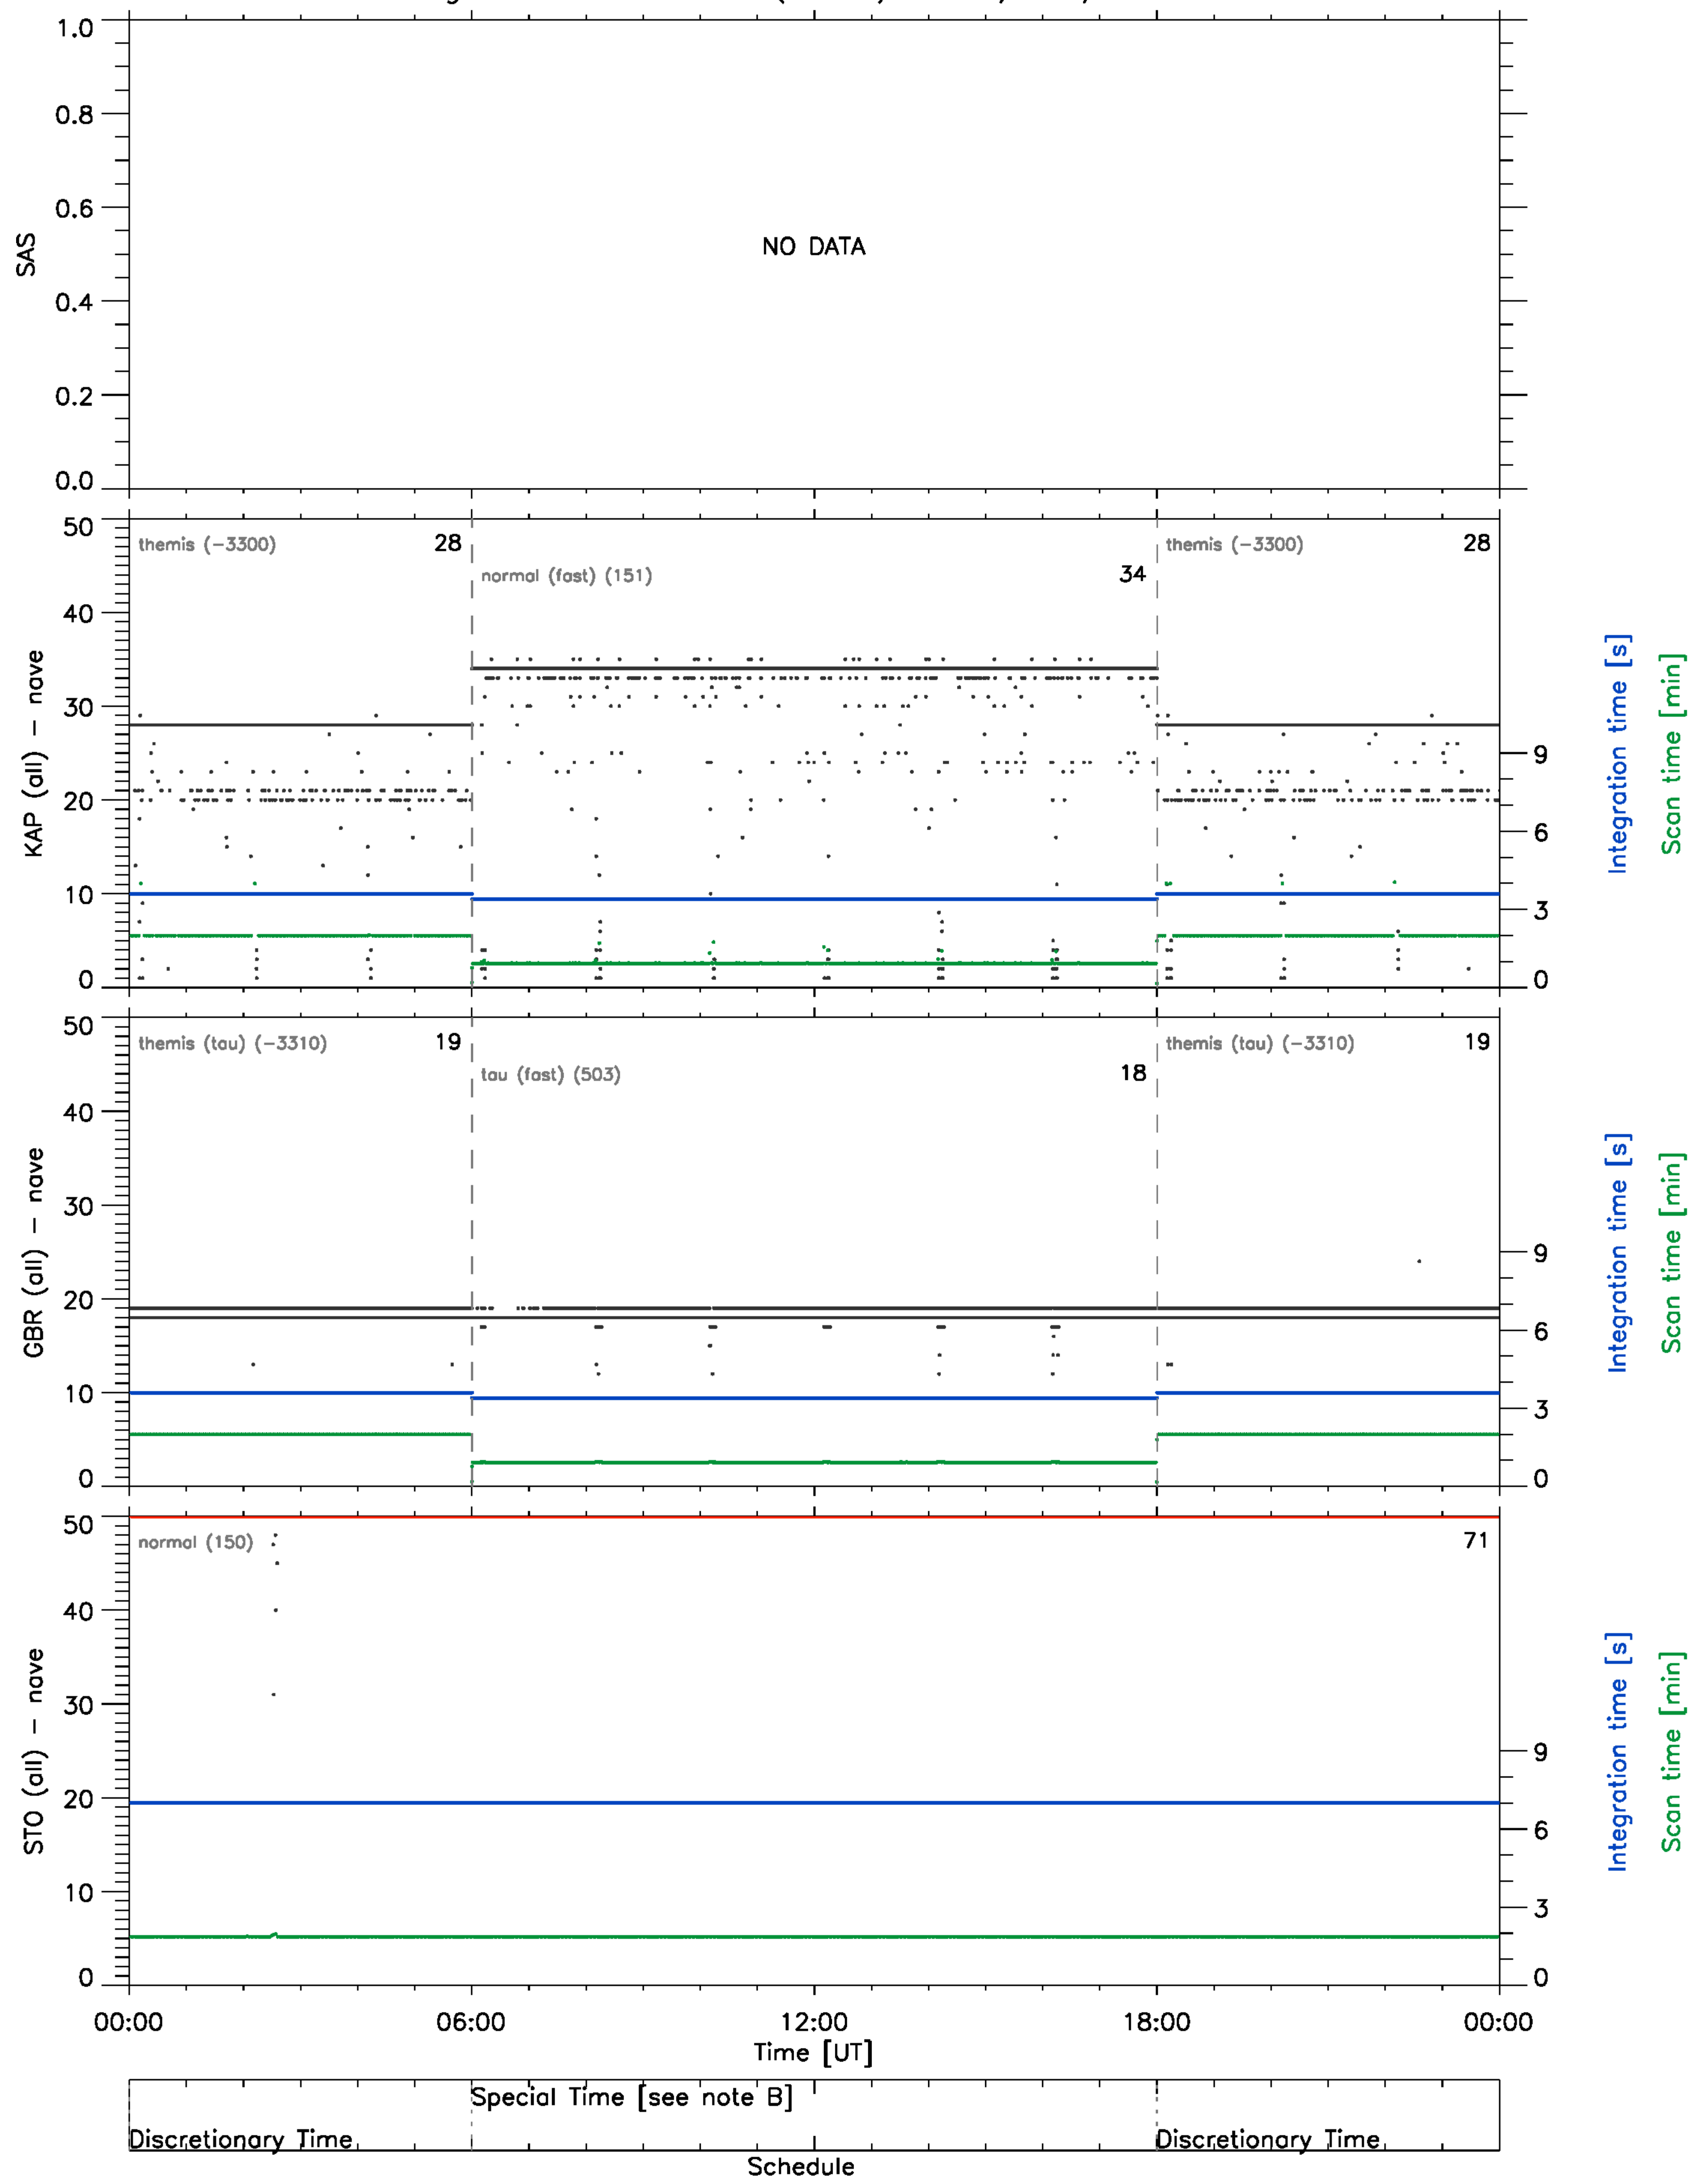 1.0
0.8
0.6
0.4
0.2
0.0
SAS
NO DATA
50
40
30
20
10
0
KAP (all) – nave
themis (–3300)
28
normal (fast) (151)
34
themis (–3300)
28
9
6
3
0
Integration time [s]
Scan time [min]
50
40
30
20
10
0
GBR (all) – nave
themis (tau) (–3310)
19
tau (fast) (503)
18
themis (tau) (–3310)
19
9
6
3
0
Integration time [s]
Scan time [min]
50
40
30
20
10
0
STO (all) – nave
normal (150)
71
9
6
3
0
Integration time [s]
Scan time [min]
00:00 06:00 12:00 18:00 00:00
Time [UT]
Special Time [see note B]
Discretionary Time
Discretionary Time
Schedule